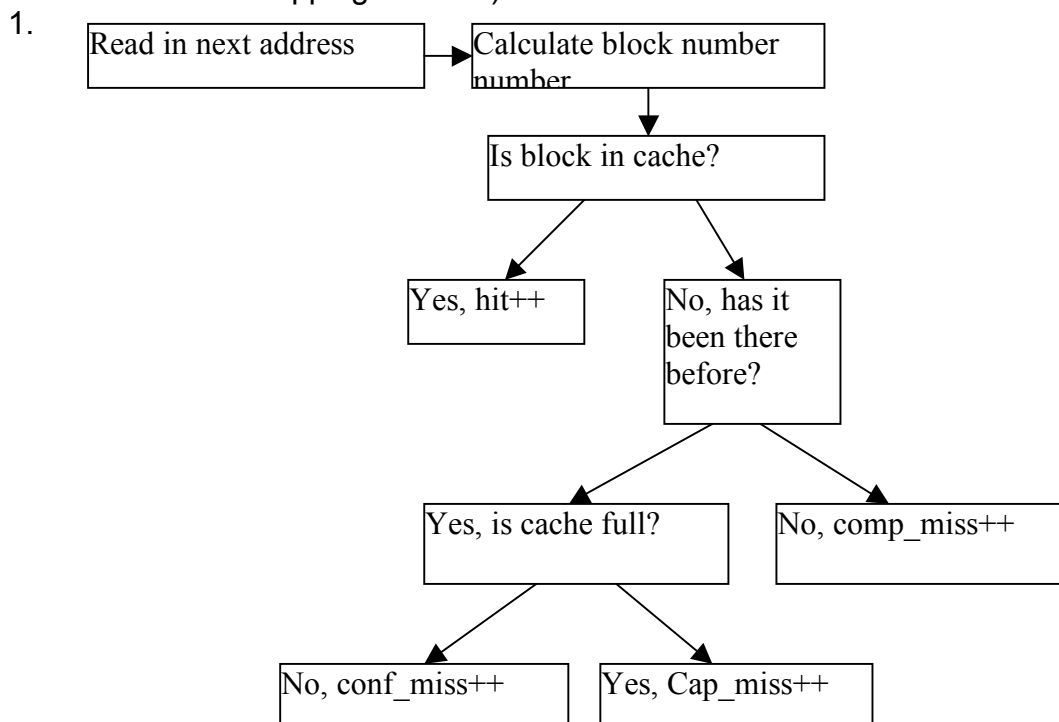 1.
Read in next address
Calculate block number
number
Is block in cache?
Yes, hit++
No, has it
been there
before?
Yes, is cache full?
No, comp_miss++
No, conf_miss++
Yes, Cap_miss++